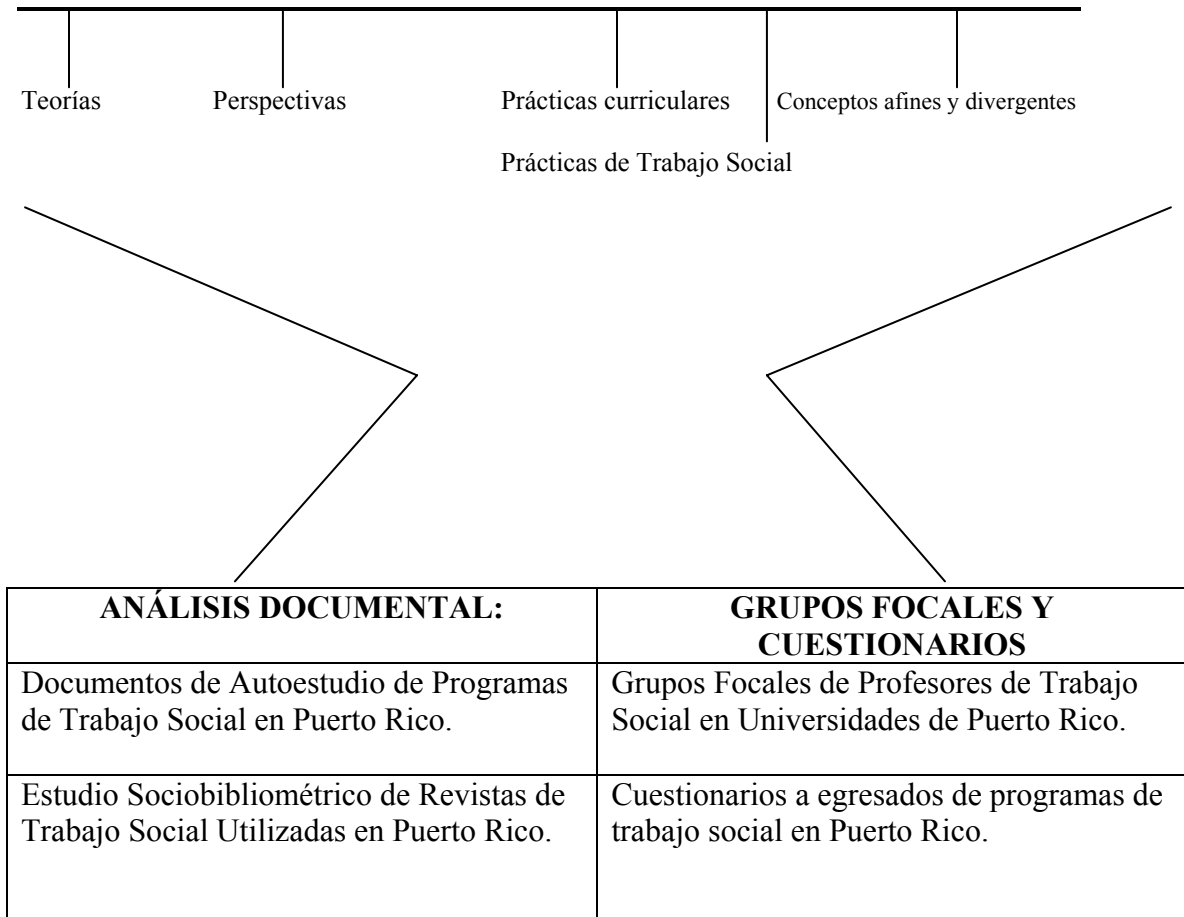 Teorías Perspectivas Prácticas curriculares Conceptos afines y divergentes
Prácticas de Trabajo Social
ANÁLISIS DOCUMENTAL:
GRUPOS FOCALES Y
CUESTIONARIOS
Documentos de Autoestudio de Programas
de Trabajo Social en Puerto Rico.
Grupos Focales de Profesores de Trabajo
Social en Universidades de Puerto Rico.
Estudio Sociobibliométrico de Revistas de
Trabajo Social Utilizadas en Puerto Rico.
Cuestionarios a egresados de programas de
trabajo social en Puerto Rico.